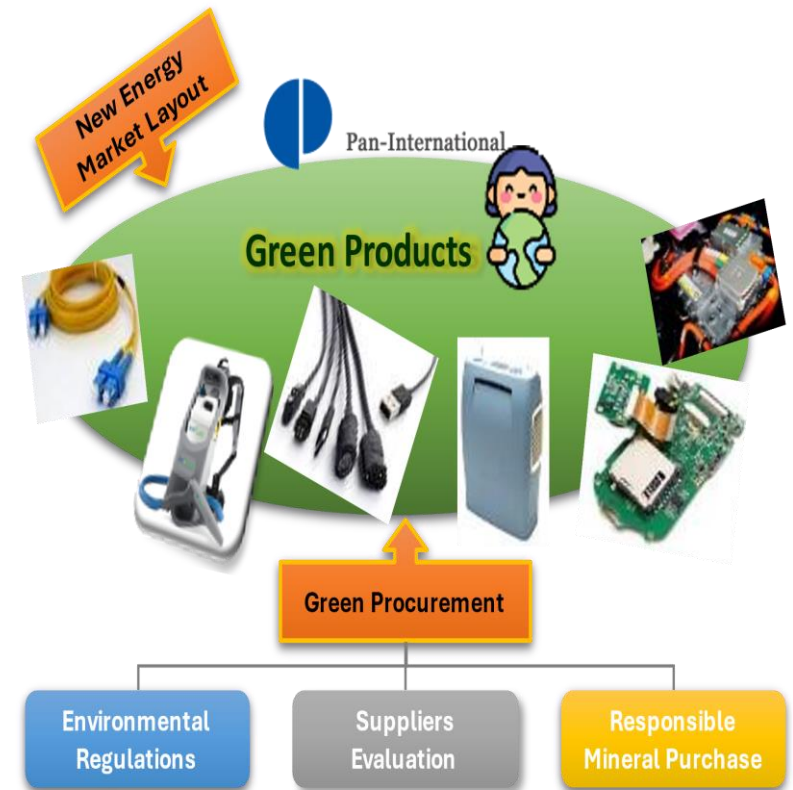 New Energy
Market Layout
Pan-International
Green Products
Green Procurement
Environmental
Regulations
Suppliers
Evaluation
Responsible
Mineral Purchase